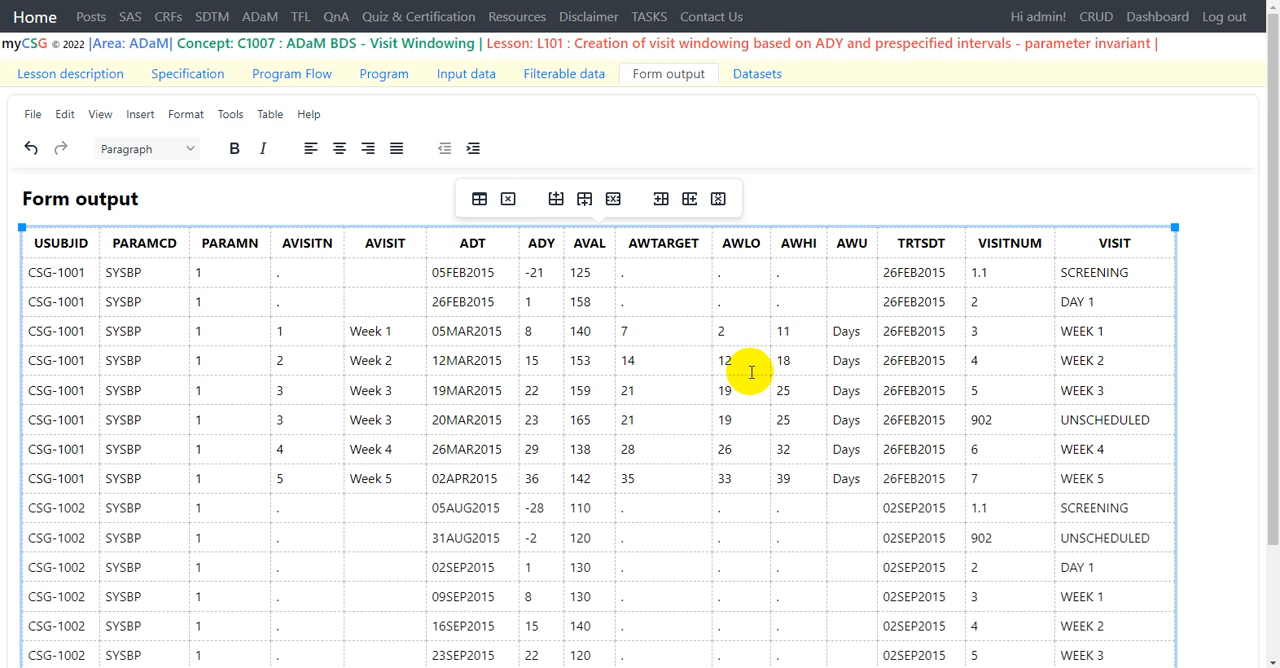 Home Posts SAS CRFs SDTM ADaM TFL QnA Quiz & Certification Resources Disclaimer TASKS Contact Us Hi admin! CRUD Dashboard Log out
myCSG © 2022 |Area: ADaM| Concept: C1007 : ADaM BDS - Visit Windowing | Lesson: L101 : Creation of visit windowing based on ADY and prespecified intervals - parameter invariant |
Lesson description Specification Program Flow Program Input data Filterable data Form output Datasets
File Edit View Insert Format Tools Table Help
Paragraph B I
Form output
USUBJID PARAMCD PARAMN AVISITN AVISIT ADT ADY AVAL AWTARGET AWLO AWHI AWU TRTSDT VISITNUM VISIT
CSG-1001 SYSBP 1 . 05FEB2015 -21 125 . . . 26FEB2015 1.1 SCREENING
CSG-1001 SYSBP 1 . 26FEB2015 1 158 . . . 26FEB2015 2 DAY 1
CSG-1001 SYSBP 1 1 Week 1 05MAR2015 8 140 7 2 11 Days 26FEB2015 3 WEEK 1
CSG-1001 SYSBP 1 2 Week 2 12MAR2015 15 153 14 12 18 Days 26FEB2015 4 WEEK 2
CSG-1001 SYSBP 1 3 Week 3 19MAR2015 22 159 21 19 25 Days 26FEB2015 5 WEEK 3
CSG-1001 SYSBP 1 3 Week 3 20MAR2015 23 165 21 19 25 Days 26FEB2015 902 UNSCHEDULED
CSG-1001 SYSBP 1 4 Week 4 26MAR2015 29 138 28 26 32 Days 26FEB2015 6 WEEK 4
CSG-1001 SYSBP 1 5 Week 5 02APR2015 36 142 35 33 39 Days 26FEB2015 7 WEEK 5
CSG-1002 SYSBP 1 . 05AUG2015 -28 110 . . . 02SEP2015 1.1 SCREENING
CSG-1002 SYSBP 1 . 31AUG2015 -2 120 . . . 02SEP2015 902 UNSCHEDULED
CSG-1002 SYSBP 1 . 02SEP2015 1 130 . . . 02SEP2015 2 DAY 1
CSG-1002 SYSBP 1 . 09SEP2015 8 130 . . . 02SEP2015 3 WEEK 1
CSG-1002 SYSBP 1 . 16SEP2015 15 140 . . . 02SEP2015 4 WEEK 2
CSG-1002 SYSBP 1 . 23SEP2015 22 120 . . . 02SEP2015 5 WEEK 3